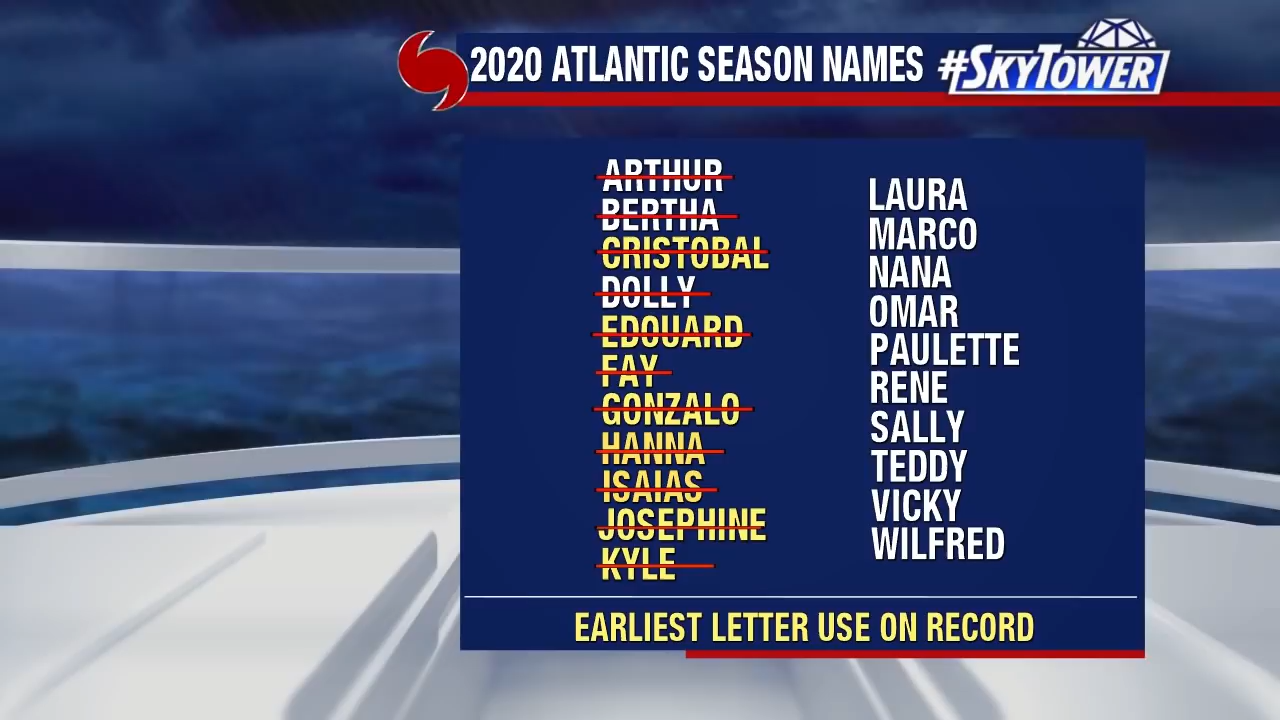 2020 ATLANTIC SEASON NAMES
#SKYTOWER
ARTHUR
BERTHA
CRISTOBAL
DOLLY
EDOUARD
FAY
GONZALO
HANNA
ISAIAS
JOSEPHINE
KYLE
LAURA
MARCO
NANA
OMAR
PAULETTE
RENE
SALLY
TEDDY
VICKY
WILFRED
EARLIEST LETTER USE ON RECORD